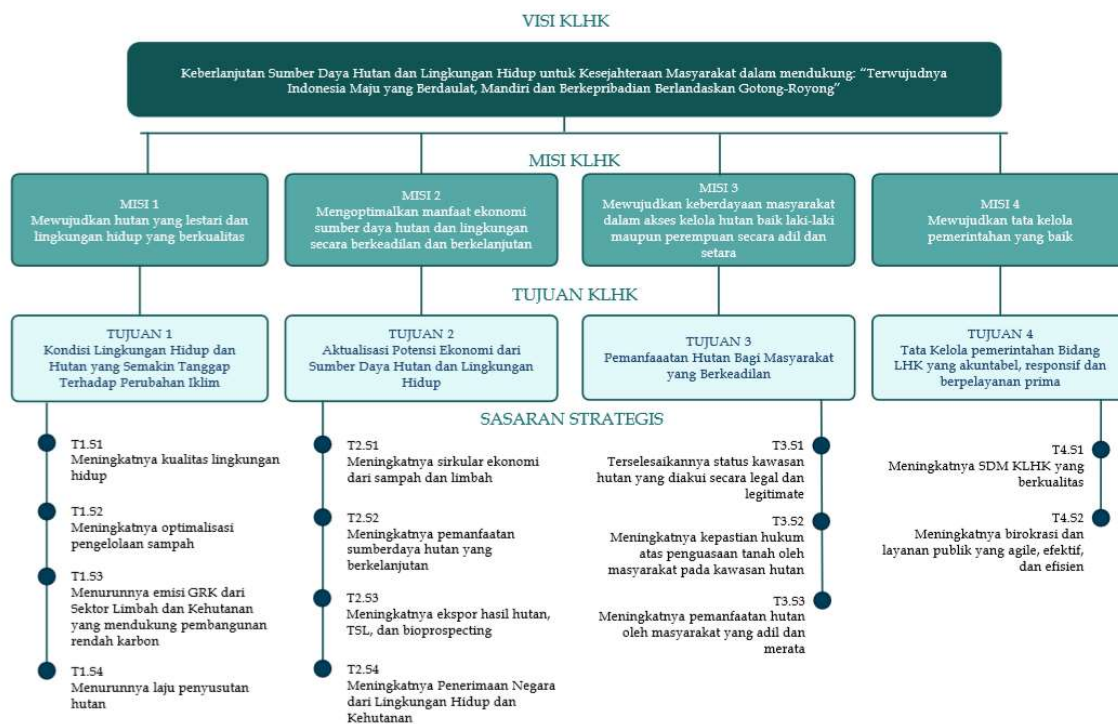 VISI KLHK
Keberlanjutan Sumber Daya Hutan dan Lingkungan Hidup untuk Kesejahteraan Masyarakat dalam mendukung: “Terwujudnya
Indonesia Maju yang Berdaulat, Mandiri dan Berkepribadian Berlandaskan Gotong-Royong”
MISI KLHK
MISI 1
Mewujudkan hutan yang lestari dan
lingkungan hidup yang berkualitas
MISI 2
Mengoptimalkan manfaat ekonomi
sumber daya hutan dan lingkungan
secara berkeadilan dan berkelanjutan
MISI 3
Mewujudkan keberdayaan masyarakat
dalam akses kelola hutan baik laki-laki
maupun perempuan secara adil dan
setara
MISI 4
Mewujudkan tata kelola
pemerintahan yang baik
TUJUAN KLHK
TUJUAN 1
Kondisi Lingkungan Hidup dan
Hutan yang Semakin Tanggap
Terhadap Perubahan Iklim
TUJUAN 2
Aktualisasi Potensi Ekonomi dari
Sumber Daya Hutan dan Lingkungan
Hidup
TUJUAN 3
Pemanfaaatan Hutan Bagi Masyarakat
yang Berkeadilan
TUJUAN 4
Tata Kelola pemerintahan Bidang
LHK yang akuntabel, responsif dan
berpelayanan prima
SASARAN STRATEGIS
T1.S1
Meningkatnya kualitas lingkungan
hidup
T1.S2
Meningkatnya optimalisasi
pengelolaan sampah
T1.S3
Menurunnya emisi GRK dari
Sektor Limbah dan Kehutanan
yang mendukung pembangunan
rendah karbon
T1.S4
Menurunnya laju penyusutan
hutan
T2.S1
Meningkatnya sirkular ekonomi
dari sampah dan limbah
T2.S2
Meningkatnya pemanfaatan
sumberdaya hutan yang
berkelanjutan
T2.S3
Meningkatnya ekspor hasil hutan,
TSL, dan bioprospecting
T2.S4
Meningkatnya Penerimaan Negara
dari Lingkungan Hidup dan
Kehutanan
T3.S1
Terselesaikannya status kawasan
hutan yang diakui secara legal dan
legitimate
T3.S2
Meningkatnya kepastian hukum
atas penguasaan tanah oleh
masyarakat pada kawasan hutan
T3.S3
Meningkatnya pemanfaatan hutan
oleh masyarakat yang adil dan
merata
T4.S1
Meningkatnya SDM KLHK yang
berkualitas
T4.S2
Meningkatnya birokrasi dan
layanan publik yang agile, efektif,
dan efisien